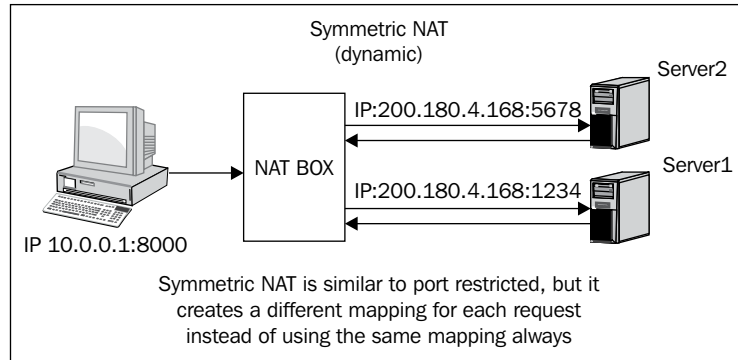 Symmetric NAT
(dynamic)
Server2
IP:200.180.4.168:5678
NAT BOX
Server1
IP:200.180.4.168:1234
IP 10.0.0.1:8000
Symmetric NAT is similar to port restricted, but it
creates a different mapping for each request
instead of using the same mapping always